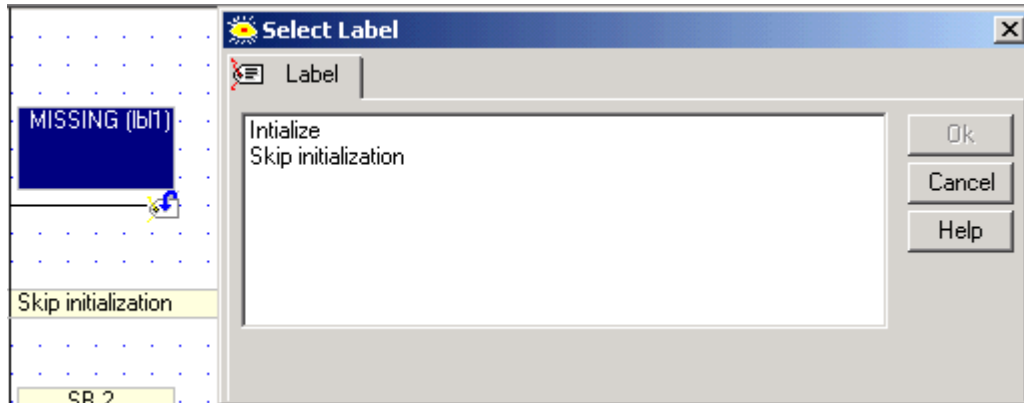 Select Label
Label
MISSING (lbl1)
Intialize
Skip initialization
Ok
Cancel
Help
Skip initialization
SB 2